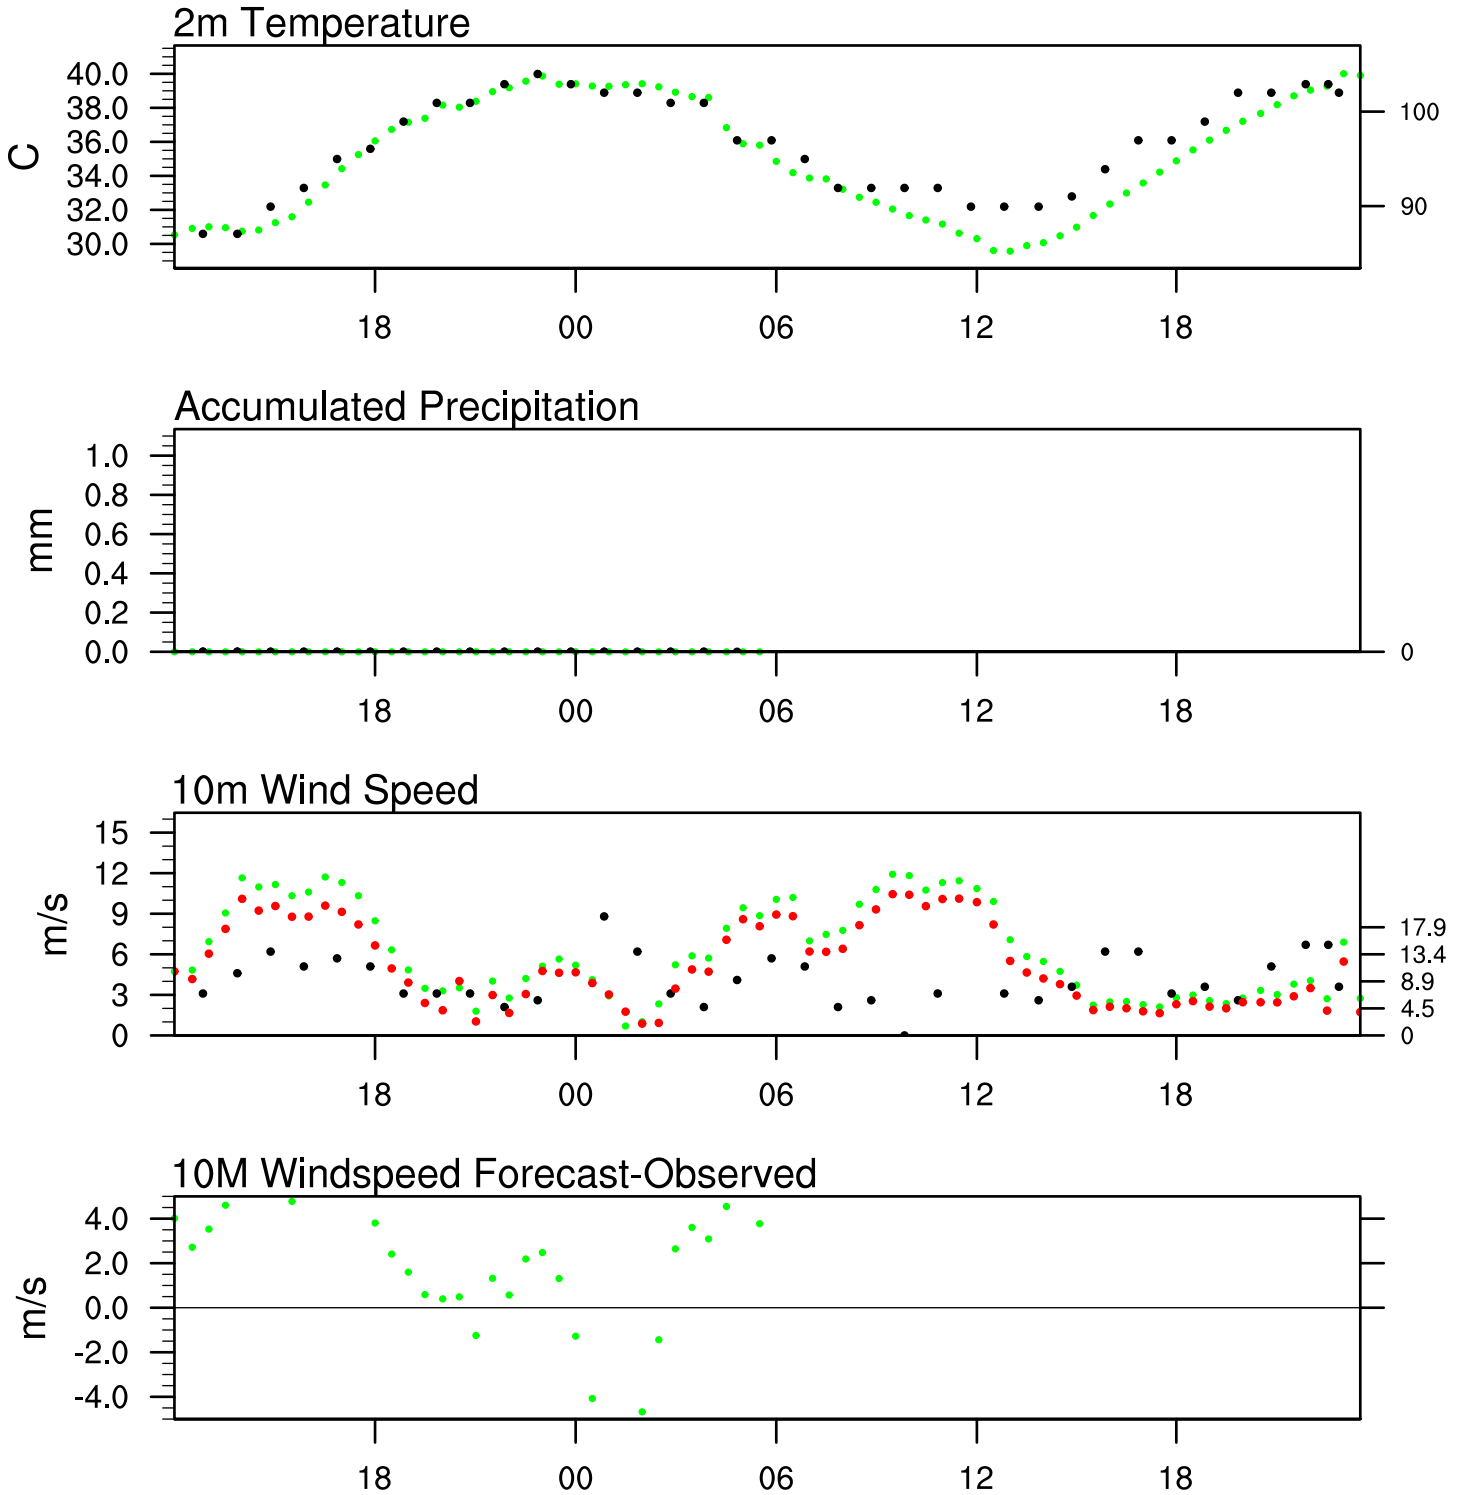 2m Temperature
C
40.0
38.0
36.0
34.0
32.0
30.0
100
90
18 00 06 12 18
Accumulated Precipitation
mm
1.0
0.8
0.6
0.4
0.2
0.0
0
18 00 06 12 18
10m Wind Speed
m/s
15
12
9
6
3
0
17.9
13.4
8.9
4.5
0
18 00 06 12 18
10M Windspeed Forecast-Observed
m/s
4.0
2.0
0.0
-2.0
-4.0
18 00 06 12 18